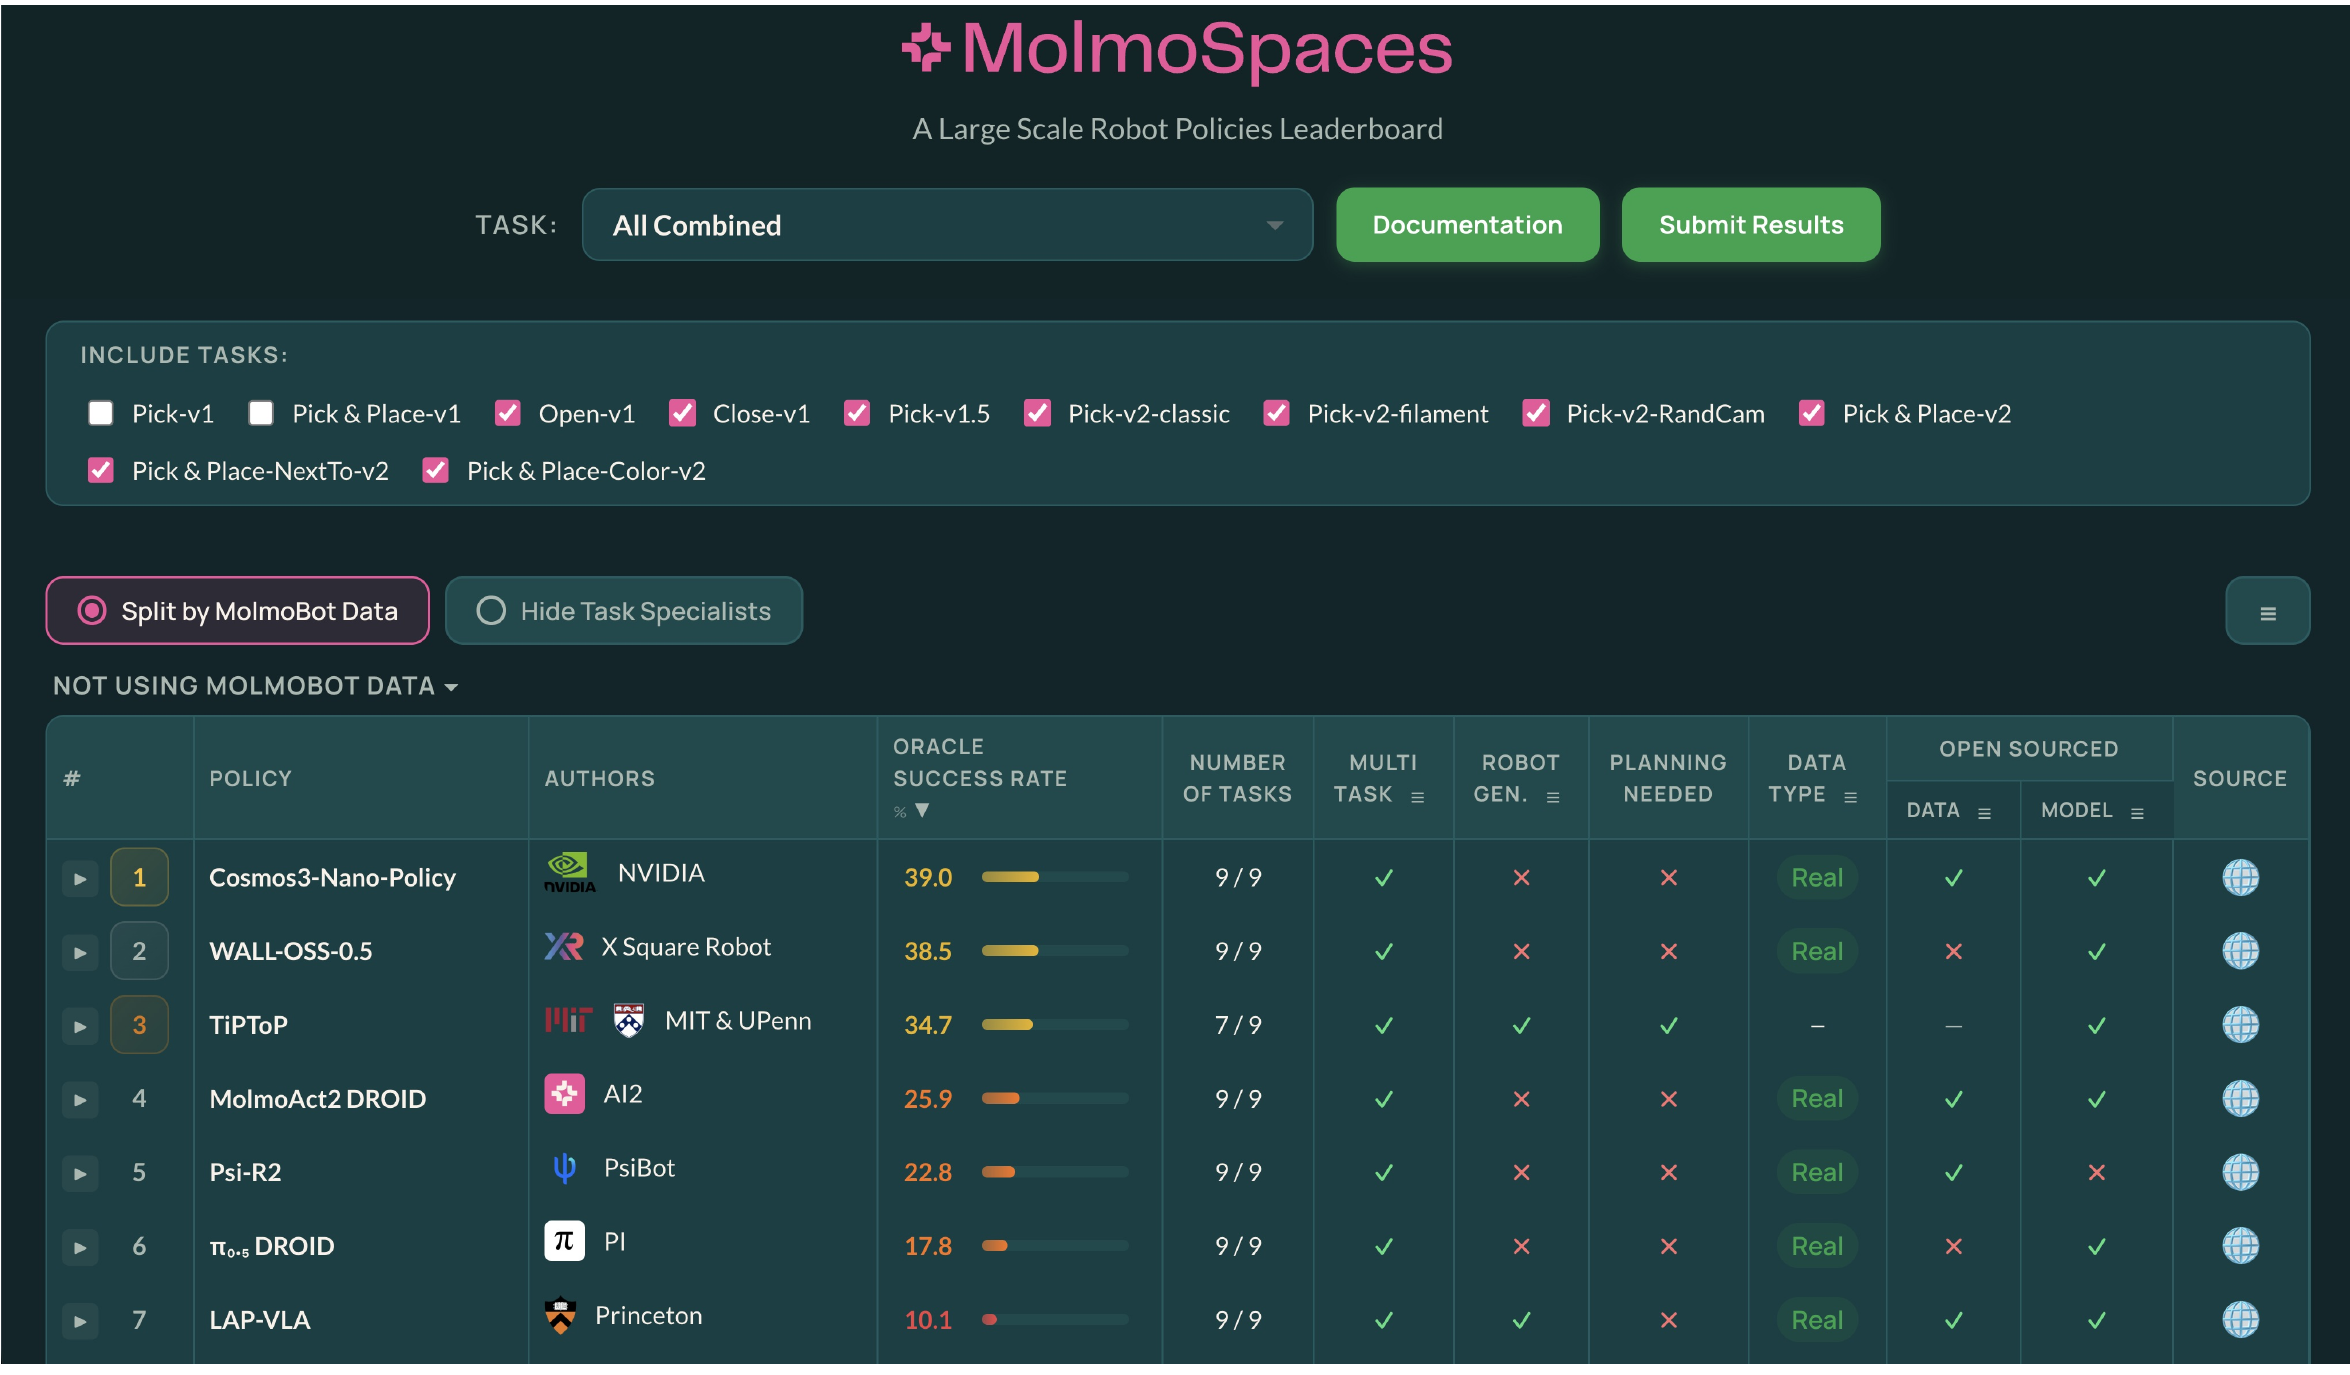 MolmoSpaces
A Large Scale Robot Policies Leaderboard
TASK: All Combined Documentation Submit Results
INCLUDE TASKS:
Pick-v1 Pick & Place-v1 Open-v1 Close-v1 Pick-v1.5 Pick-v2-classic Pick-v2-filament Pick-v2-RandCam Pick & Place-v2
Pick & Place-NextTo-v2 Pick & Place-Color-v2
Split by MolmoBot Data Hide Task Specialists
NOT USING MOLMOBOT DATA
# POLICY AUTHORS ORACLE SUCCESS RATE % NUMBER OF TASKS MULTI TASK ROBOT GEN. PLANNING NEEDED DATA TYPE OPEN SOURCED DATA MODEL SOURCE
1 Cosmos3-Nano-Policy NVIDIA NVIDIA 39.0 9 / 9 ✓ ✕ ✕ Real ✓ ✓
2 WALL-OSS-0.5 XR X Square Robot 38.5 9 / 9 ✓ ✕ ✕ Real ✕ ✓
3 TiPToP MIT MIT & UPenn 34.7 7 / 9 ✓ ✓ ✓ – — ✓
4 MolmoAct2 DROID AI2 25.9 9 / 9 ✓ ✕ ✕ Real ✓ ✓
5 Psi-R2 ψ PsiBot 22.8 9 / 9 ✓ ✕ ✕ Real ✓ ✕
6 π₀.₅ DROID π PI 17.8 9 / 9 ✓ ✕ ✕ Real ✕ ✓
7 LAP-VLA Princeton 10.1 9 / 9 ✓ ✓ ✕ Real ✓ ✓